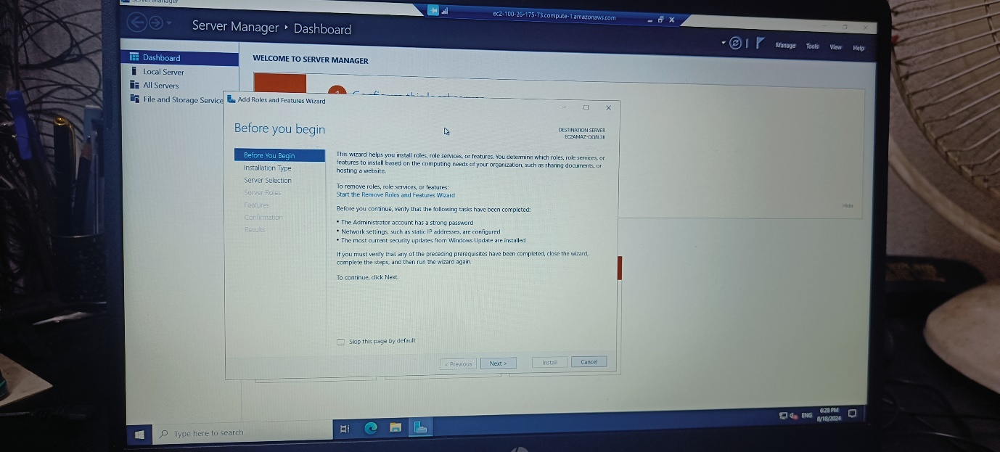 Server Manager
ec2-100-26-175-73.compute-1.amazonaws.com
Server Manager ‣ Dashboard
Manage Tools View Help
Dashboard
Local Server
All Servers
File and Storage Service
WELCOME TO SERVER MANAGER
1
Add Roles and Features Wizard
Before you begin
DESTINATION SERVER
Before You Begin
Installation Type
Server Selection
Server Roles
Features
Confirmation
Results
This wizard helps you install roles, role services, or features. You determine which roles, role services, or
features to install based on the computing needs of your organization, such as sharing documents, or
hosting a website.
To remove roles, role services, or features:
Start the Remove Roles and Features Wizard
Before you continue, verify that the following tasks have been completed:
• The Administrator account has a strong password
• Network settings, such as static IP addresses, are configured
• The most current security updates from Windows Update are installed
If you must verify that any of the preceding prerequisites have been completed, close the wizard,
complete the steps, and then run the wizard again.
To continue, click Next.
Skip this page by default
< Previous Next > Install Cancel
Hide
Type here to search
ENG
6:28 PM
8/18/2024